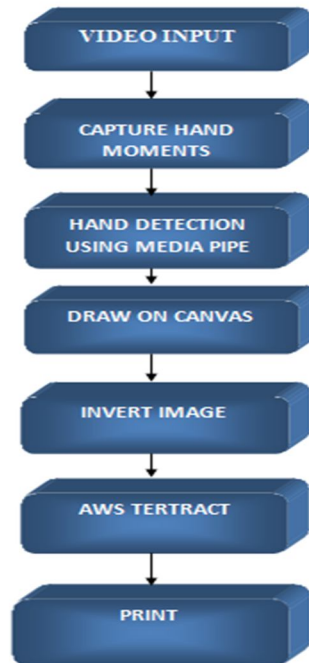 VIDEO INPUT
CAPTURE HAND
MOMENTS
HAND DETECTION
USING MEDIA PIPE
DRAW ON CANVAS
INVERT IMAGE
AWS TERTRACT
PRINT